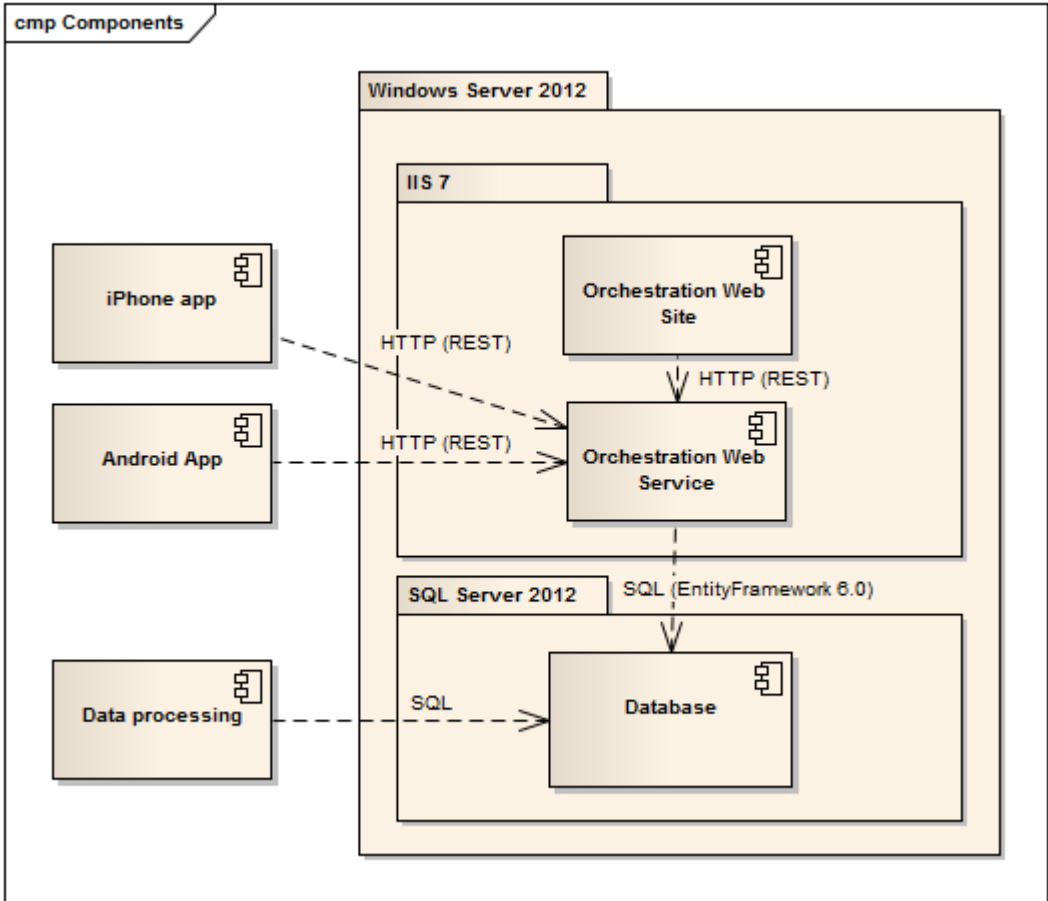 cmp Components
Windows Server 2012
IIS 7
iPhone app
Orchestration Web
Site
HTTP (REST)
HTTP (REST)
Android App
HTTP (REST)
Orchestration Web
Service
SQL Server 2012
SQL (EntityFramework 6.0)
Data processing
SQL
Database